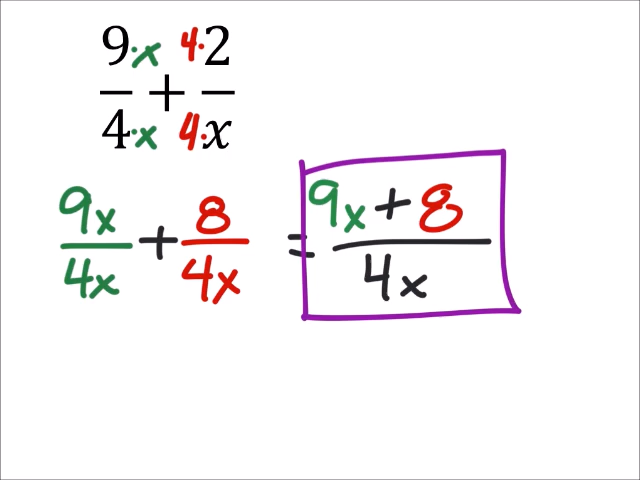 9·x 4·2
— + —
4·x 4·x
9x + 8 = 9x + 8
4x 4x 4x